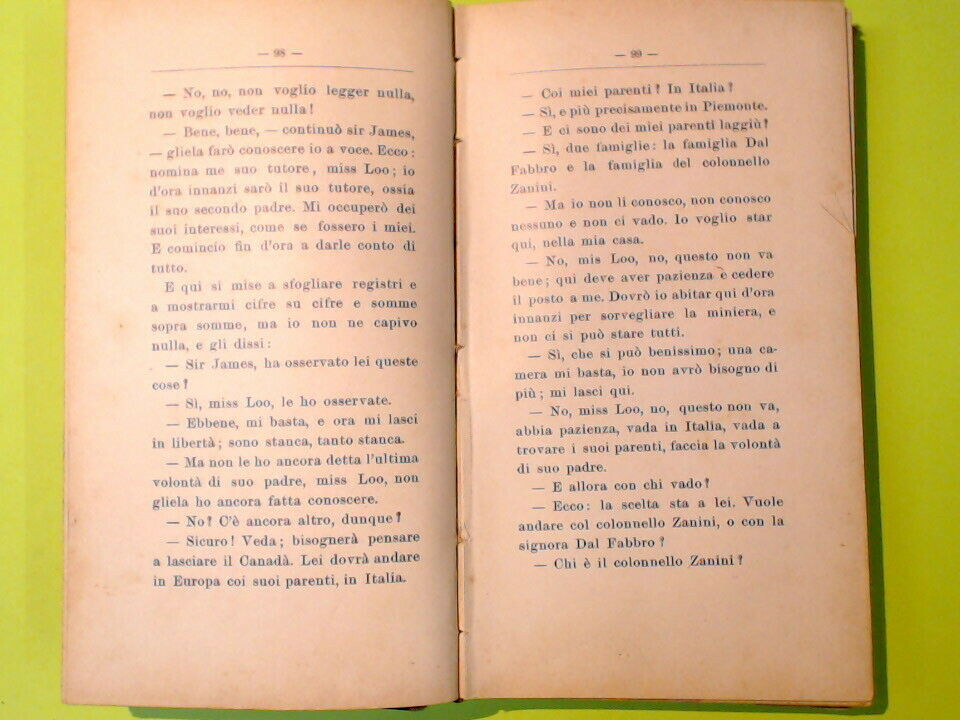 — 98 —
— No, no, non voglio legger nulla,
non voglio veder nulla!
— Bene, bene, — continuò sir James,
— gliela farò conoscere io a voce. Ecco:
nomina me suo tutore, miss Loo; io
d'ora innanzi sarò il suo tutore, ossia
il suo secondo padre. Mi occuperò dei
suoi interessi, come se fossero i miei.
E comincio fin d'ora a darle conto di
tutto.
E qui si mise a sfogliare registri e
a mostrarmi cifre su cifre e somme
sopra somme, ma io non ne capivo
nulla, e gli dissi:
— Sir James, ha osservato lei queste
cose?
— Sì, miss Loo, le ho osservate.
— Ebbene, mi basta, e ora mi lasci
in libertà; sono stanca, tanto stanca.
— Ma non le ho ancora detta l'ultima
volontà di suo padre, miss Loo, non
gliela ho ancora fatta conoscere.
— No? C'è ancora altro, dunque?
— Sicuro! Veda; bisognerà pensare
a lasciare il Canadà. Lei dovrà andare
in Europa coi suoi parenti, in Italia.
— 99 —
— Coi miei parenti? In Italia?
— Sì, e più precisamente in Piemonte.
— E ci sono dei miei parenti laggiù?
— Sì, due famiglie: la famiglia Dal
Fabbro e la famiglia del colonnello
Zanini.
— Ma io non li conosco, non conosco
nessuno e non ci vado. Io voglio star
qui, nella mia casa.
— No, mis Loo, no, questo non va
bene; qui deve aver pazienza e cedere
il posto a me. Dovrò io abitar qui d'ora
innanzi per sorvegliare la miniera, e
non ci si può stare tutti.
— Sì, che si può benissimo; una ca-
mera mi basta, io non avrò bisogno di
più; mi lasci qui.
— No, miss Loo, no, questo non va,
abbia pazienza, vada in Italia, vada a
trovare i suoi parenti, faccia la volontà
di suo padre.
— E allora con chi vado?
— Ecco: la scelta sta a lei. Vuole
andare col colonnello Zanini, o con la
signora Dal Fabbro?
— Chi è il colonnello Zanini?